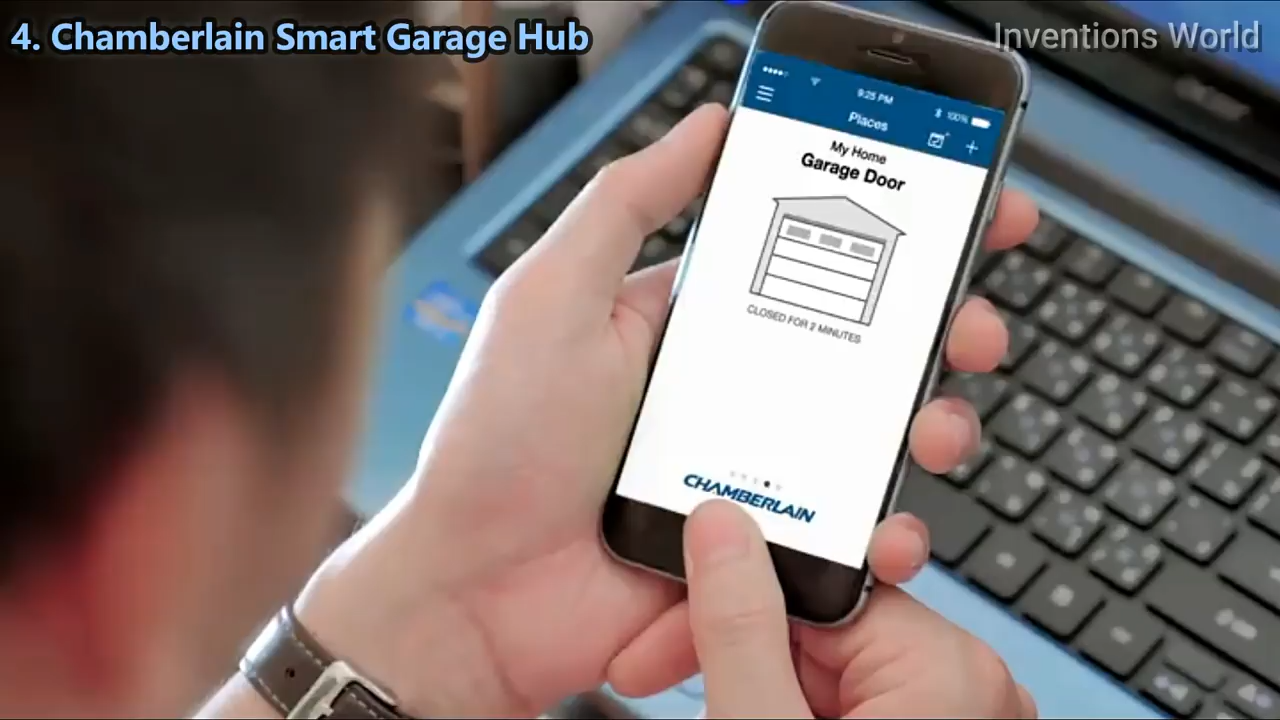 4. Chamberlain Smart Garage Hub
Inventions World
9:25 PM
100%
Places
My Home
Garage Door
CLOSED FOR 2 MINUTES
CHAMBERLAIN